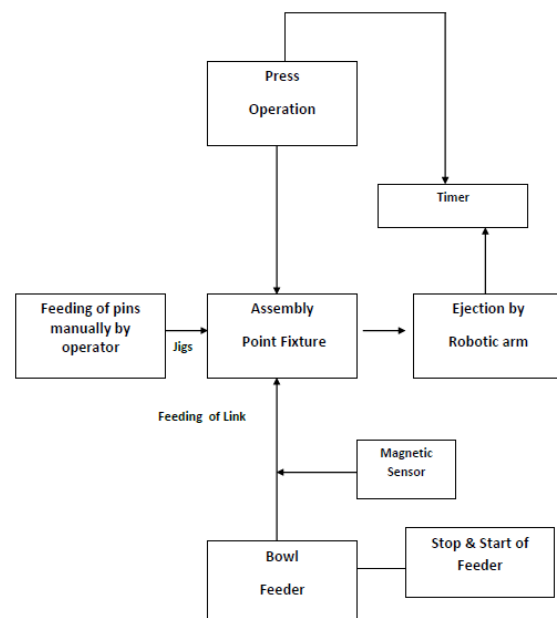 Press
Operation
Timer
Feeding of pins
manually by
operator
Jigs
Assembly
Point Fixture
Ejection by
Robotic arm
Feeding of Link
Magnetic
Sensor
Bowl
Feeder
Stop & Start of
Feeder